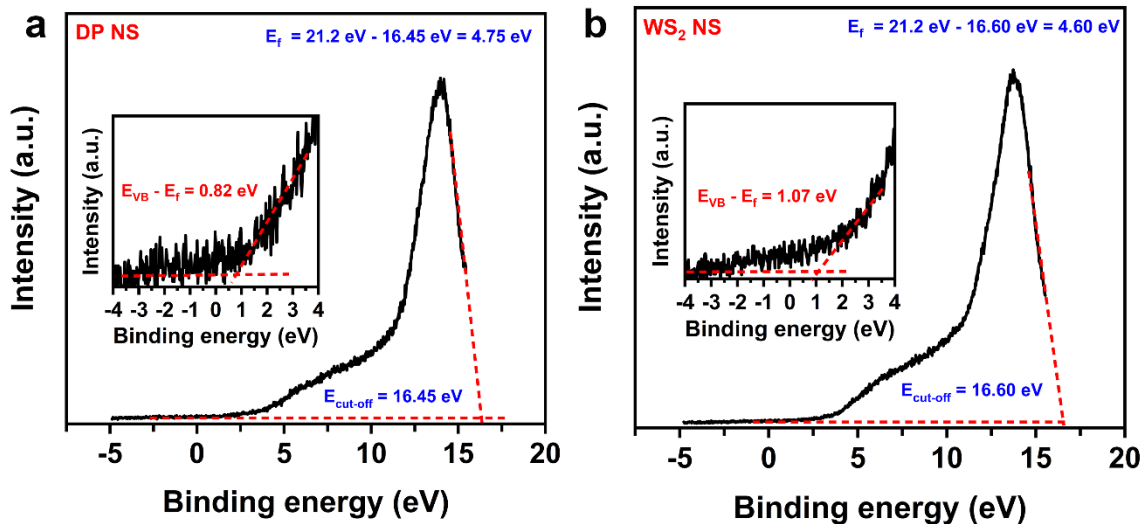 a
DP NS
E_f = 21.2 eV - 16.45 eV = 4.75 eV
Intensity (a.u.)
Intensity (a.u.)
E_VB - E_f = 0.82 eV
-4 -3 -2 -1 0 1 2 3 4
Binding energy (eV)
E_cut-off = 16.45 eV
-5 0 5 10 15 20
Binding energy (eV)
b
WS₂ NS
E_f = 21.2 eV - 16.60 eV = 4.60 eV
Intensity (a.u.)
Intensity (a.u.)
E_VB - E_f = 1.07 eV
-4 -3 -2 -1 0 1 2 3 4
Binding energy (eV)
E_cut-off = 16.60 eV
-5 0 5 10 15 20
Binding energy (eV)